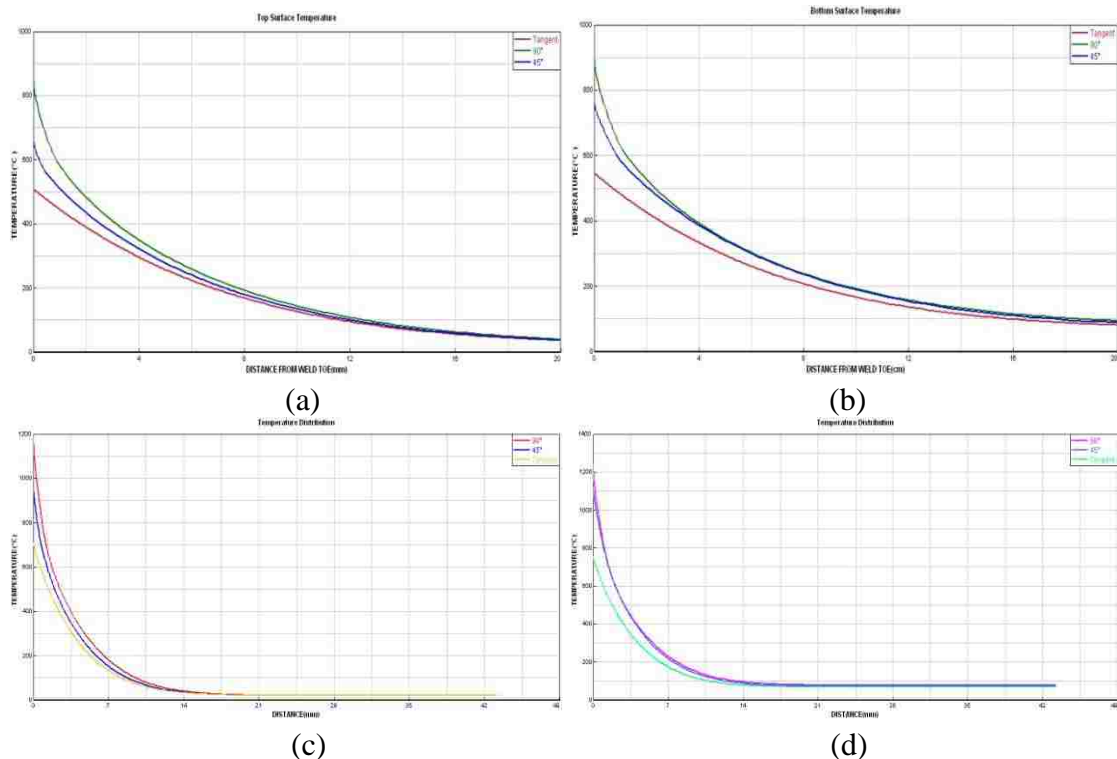 Top Surface Temperature
1000
800
600
400
200
0
TEMPERATURE(°C)
Tangent
90°
45°
0 4 8 12 16 20
DISTANCE FROM WELD TOE(mm)
(a)
Bottom Surface Temperature
1000
800
600
400
200
0
TEMPERATURE(°C)
Tangent
90°
45°
0 4 8 12 16 20
DISTANCE FROM WELD TOE(cm)
(b)
Temperature Distribution
1200
1000
800
600
400
200
0
TEMPERATURE(°C)
90°
45°
Tangent
0 7 14 21 28 35 42 49
DISTANCE(mm)
(c)
Temperature Distribution
1400
1200
1000
800
600
400
200
0
TEMPERATURE(°C)
90°
45°
Tangent
0 7 14 21 28 35 42 49
DISTANCE(mm)
(d)